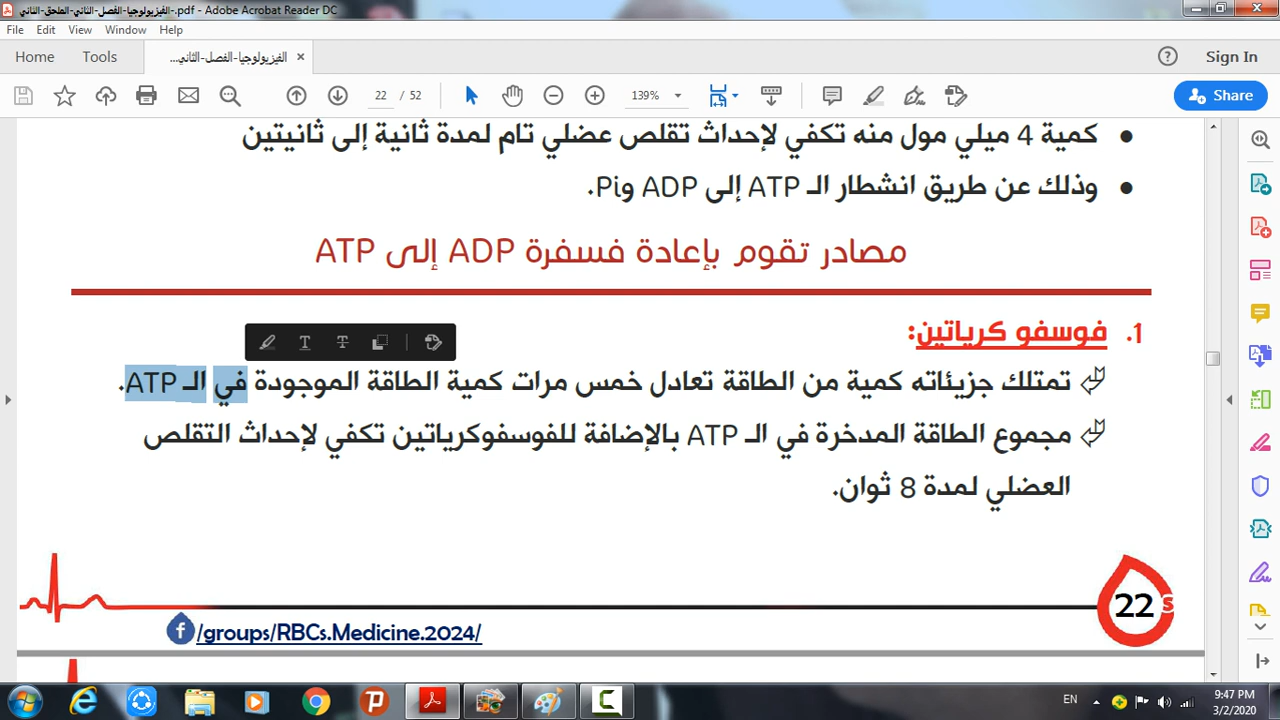 الفيزيولوجيا-الفصل-الثاني-الملحق-الثاني-.pdf - Adobe Acrobat Reader DC
File Edit View Window Help
Home Tools الفيزيولوجيا-الفصل-الثاني... × Sign In
22 / 52 139% Share
كمية 4 ميلي مول منه تكفي لإحداث تقلص عضلي تام لمدة ثانية إلى ثانيتين
وذلك عن طريق انشطار الـ ATP إلى ADP وPi.
مصادر تقوم بإعادة فسفرة ADP إلى ATP
1. فوسفو كرياتين:
تمتلك جزيئاته كمية من الطاقة تعادل خمس مرات كمية الطاقة الموجودة في الـ ATP.
مجموع الطاقة المدخرة في الـ ATP بالإضافة للفوسفوكرياتين تكفي لإحداث التقلص
العضلي لمدة 8 ثوان.
22
/groups/RBCs.Medicine.2024/
EN 9:47 PM
3/2/2020